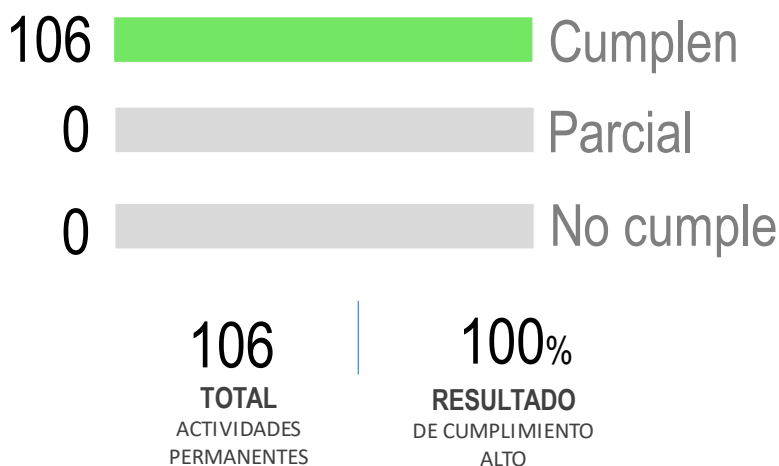 106 Cumplen
0 Parcial
0 No cumple
106
TOTAL
ACTIVIDADES
PERMANENTES
100%
RESULTADO
DE CUMPLIMIENTO
ALTO